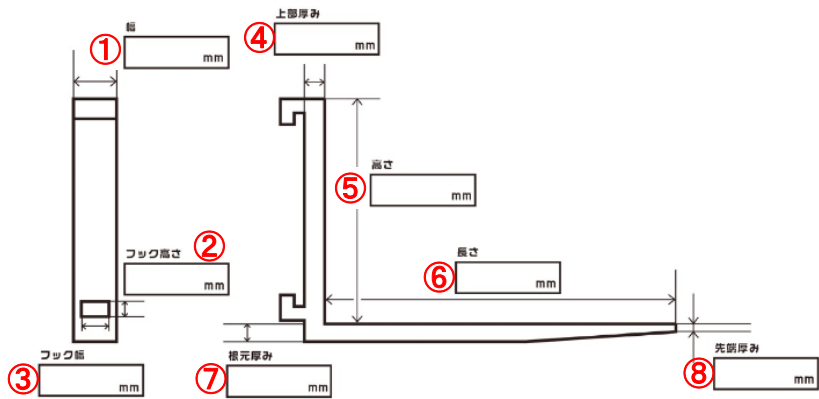 幅
① mm
④ 上部厚み
mm
高さ
⑤ mm
フック高さ ②
mm
長さ
⑥ mm
フック幅
③ mm
根元厚み
⑦ mm
先端厚み
⑧ mm